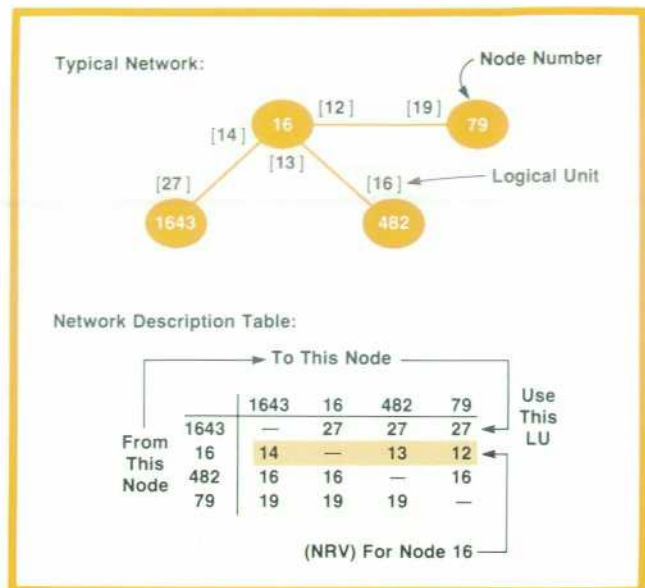 Typical Network:
Node Number
[12]
[19]
16
79
[14]
[13]
[27]
[16]
Logical Unit
1643
482
Network Description Table:
To This Node
1643 16 482 79
Use This LU
From This Node
1643 — 27 27 27
16 14 — 13 12
482 16 16 — 16
79 19 19 19 —
(NRV) For Node 16